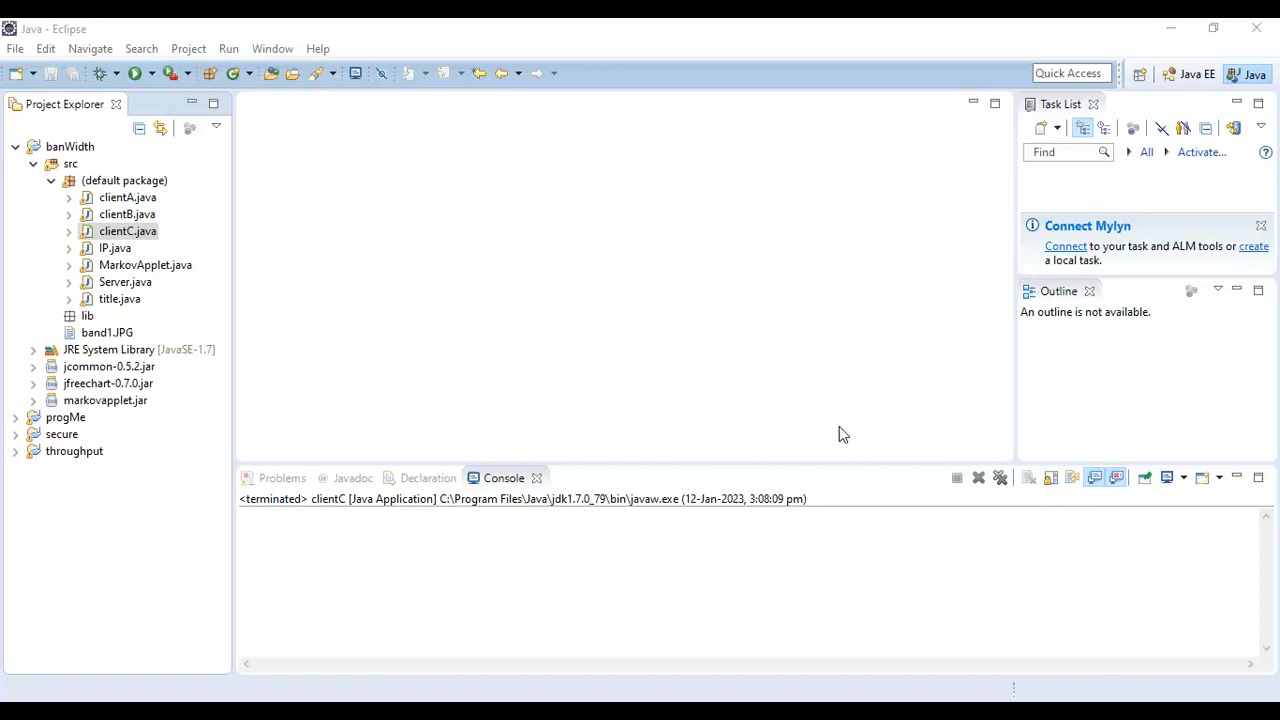 Java - Eclipse
File Edit Navigate Search Project Run Window Help
Quick Access
Java EE
Java
Project Explorer
banWidth
src
(default package)
clientA.java
clientB.java
clientC.java
IP.java
MarkovApplet.java
Server.java
title.java
lib
band1.JPG
JRE System Library [JavaSE-1.7]
jcommon-0.5.2.jar
jfreechart-0.7.0.jar
markovapplet.jar
progMe
secure
throughput
Task List
Find
All
Activate...
Connect Mylyn
Connect to your task and ALM tools or create
a local task.
Outline
An outline is not available.
Problems @ Javadoc Declaration Console
<terminated> clientC [Java Application] C:\Program Files\Java\jdk1.7.0_79\bin\javaw.exe (12-Jan-2023, 3:08:09 pm)